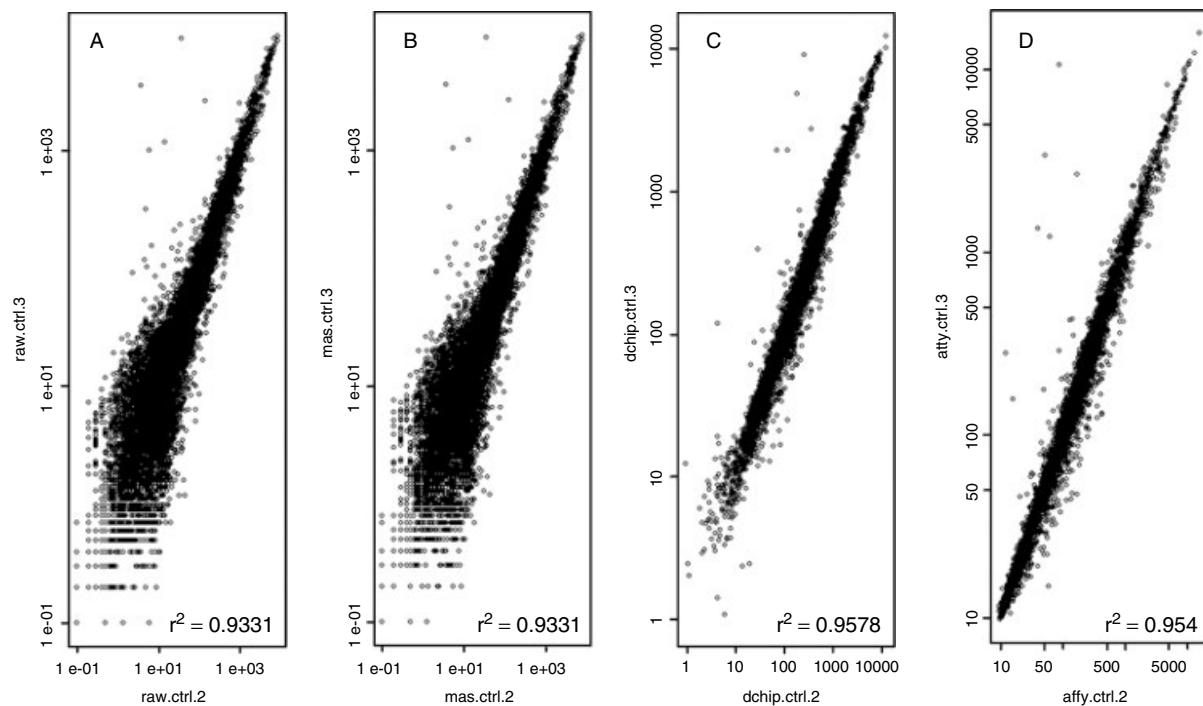 A
raw.ctrl.3
1 e+03
1 e+01
1 e–01
r² = 0.9331
1 e–01 1 e+01 1 e+03
raw.ctrl.2
B
mas.ctrl.3
1 e+03
1 e+01
1 e–01
r² = 0.9331
1 e–01 1 e+01 1 e+03
mas.ctrl.2
C
dchip.ctrl.3
10000
1000
100
10
1
r² = 0.9578
1 10 100 1000 10000
dchip.ctrl.2
D
atty.ctrl.3
10000
5000
1000
500
100
50
10
r² = 0.954
10 50 500 5000
affy.ctrl.2